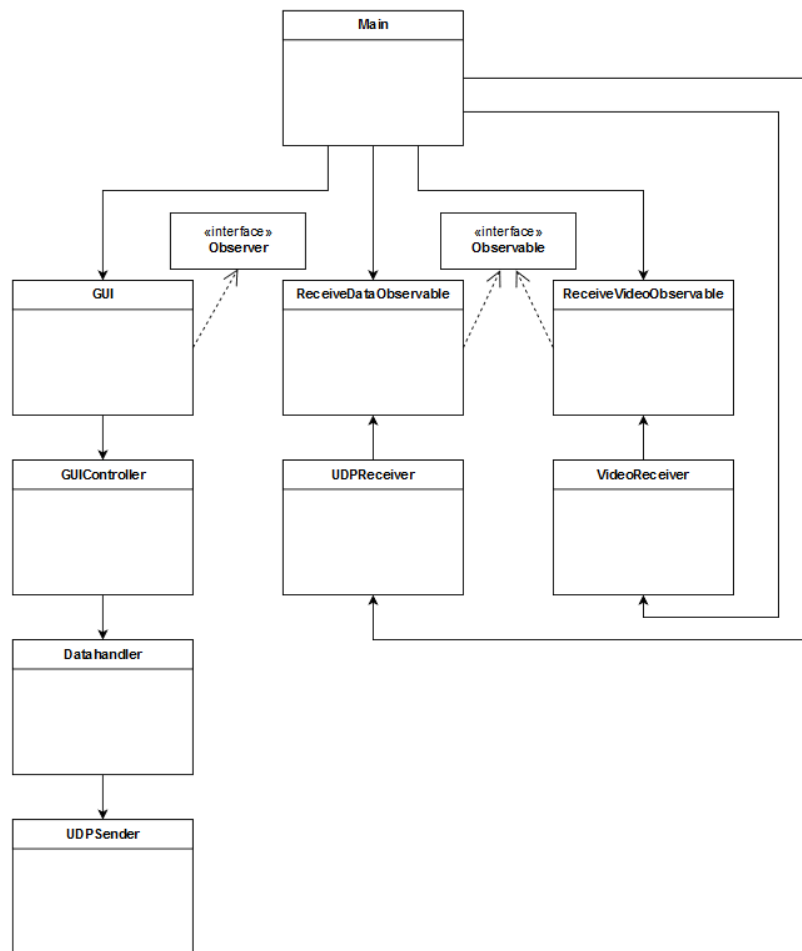 Main
«interface»
Observer
«interface»
Observable
GUI
ReceiveDataObservable
ReceiveVideoObservable
GUIController
UDPReceiver
VideoReceiver
Datahandler
UDPSender